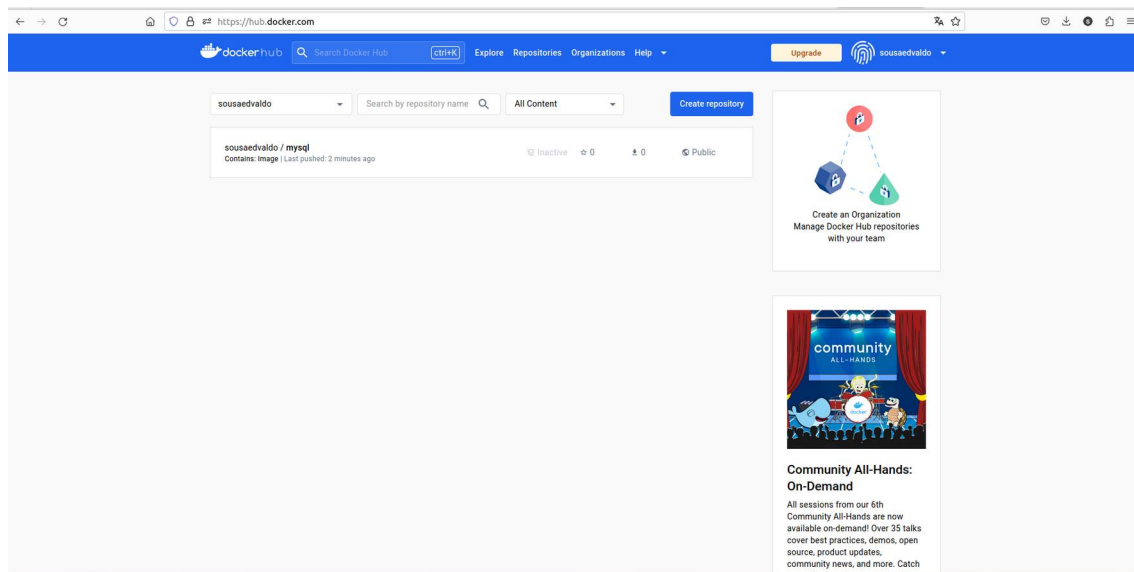 https://hub.docker.com
dockerhub Search Docker Hub ctrl+K Explore Repositories Organizations Help Upgrade sousaedvaldo
sousaedvaldo Search by repository name All Content Create repository
sousaedvaldo / mysql
Contains: Image | Last pushed: 2 minutes ago
Inactive 0 0 Public
Create an Organization
Manage Docker Hub repositories
with your team
community
ALL-HANDS
docker
Community All-Hands:
On-Demand
All sessions from our 6th
Community All-Hands are now
available on-demand! Over 35 talks
cover best practices, demos, open
source, product updates,
community news, and more. Catch